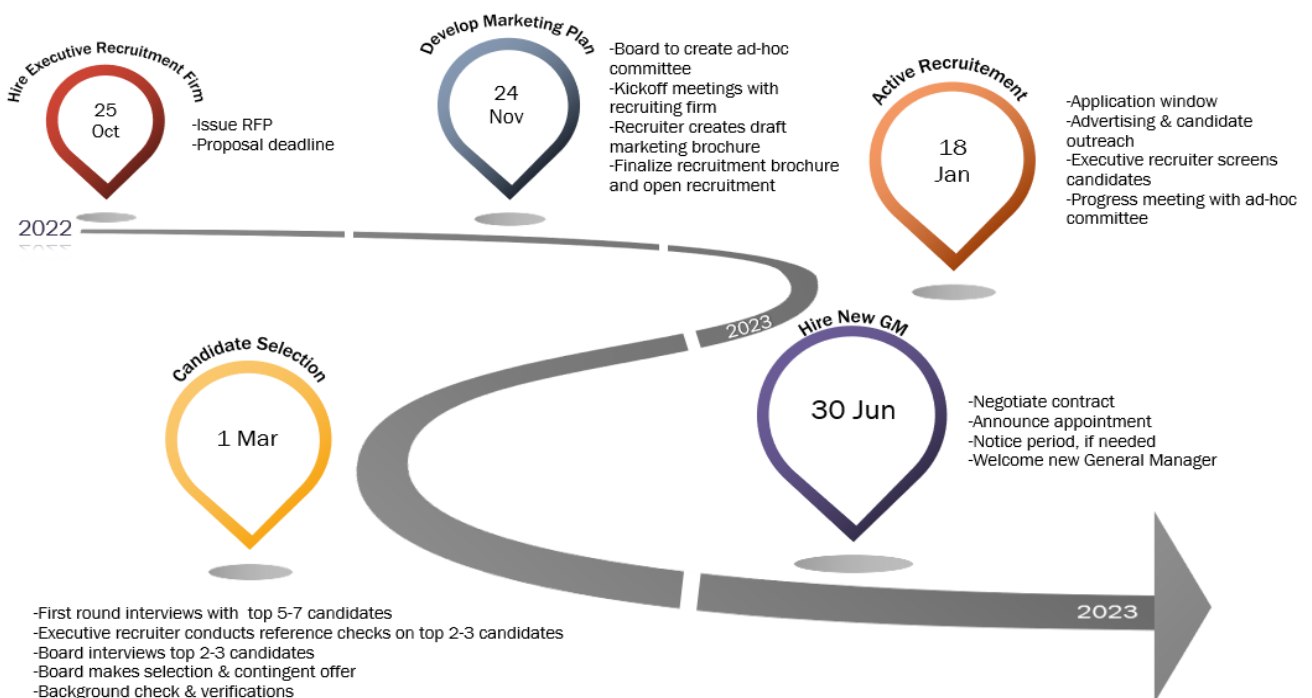 Hire Executive Recruitment Firm
25
Oct
-Issue RFP
-Proposal deadline
Develop Marketing Plan
24
Nov
-Board to create ad-hoc
committee
-Kickoff meetings with
recruiting firm
-Recruiter creates draft
marketing brochure
-Finalize recruitment brochure
and open recruitment
Active Recruitement
18
Jan
-Application window
-Advertising & candidate
outreach
-Executive recruiter screens
candidates
-Progress meeting with ad-hoc
committee
2022
2023
Candidate Selection
1 Mar
-First round interviews with  top 5-7 candidates
-Executive recruiter conducts reference checks on top 2-3 candidates
-Board interviews top 2-3 candidates
-Board makes selection & contingent offer
-Background check & verifications
Hire New GM
30 Jun
-Negotiate contract
-Announce appointment
-Notice period, if needed
-Welcome new General Manager
2023